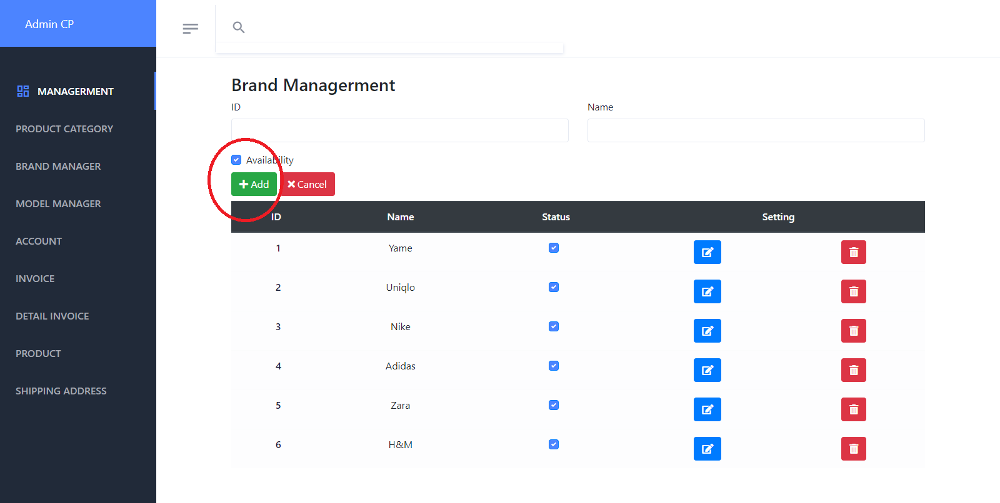 Admin CP
MANAGERMENT
PRODUCT CATEGORY
BRAND MANAGER
MODEL MANAGER
ACCOUNT
INVOICE
DETAIL INVOICE
PRODUCT
SHIPPING ADDRESS
Brand Managerment
ID Name
Availability
Add Cancel
ID Name Status Setting
1 Yame
2 Uniqlo
3 Nike
4 Adidas
5 Zara
6 H&M